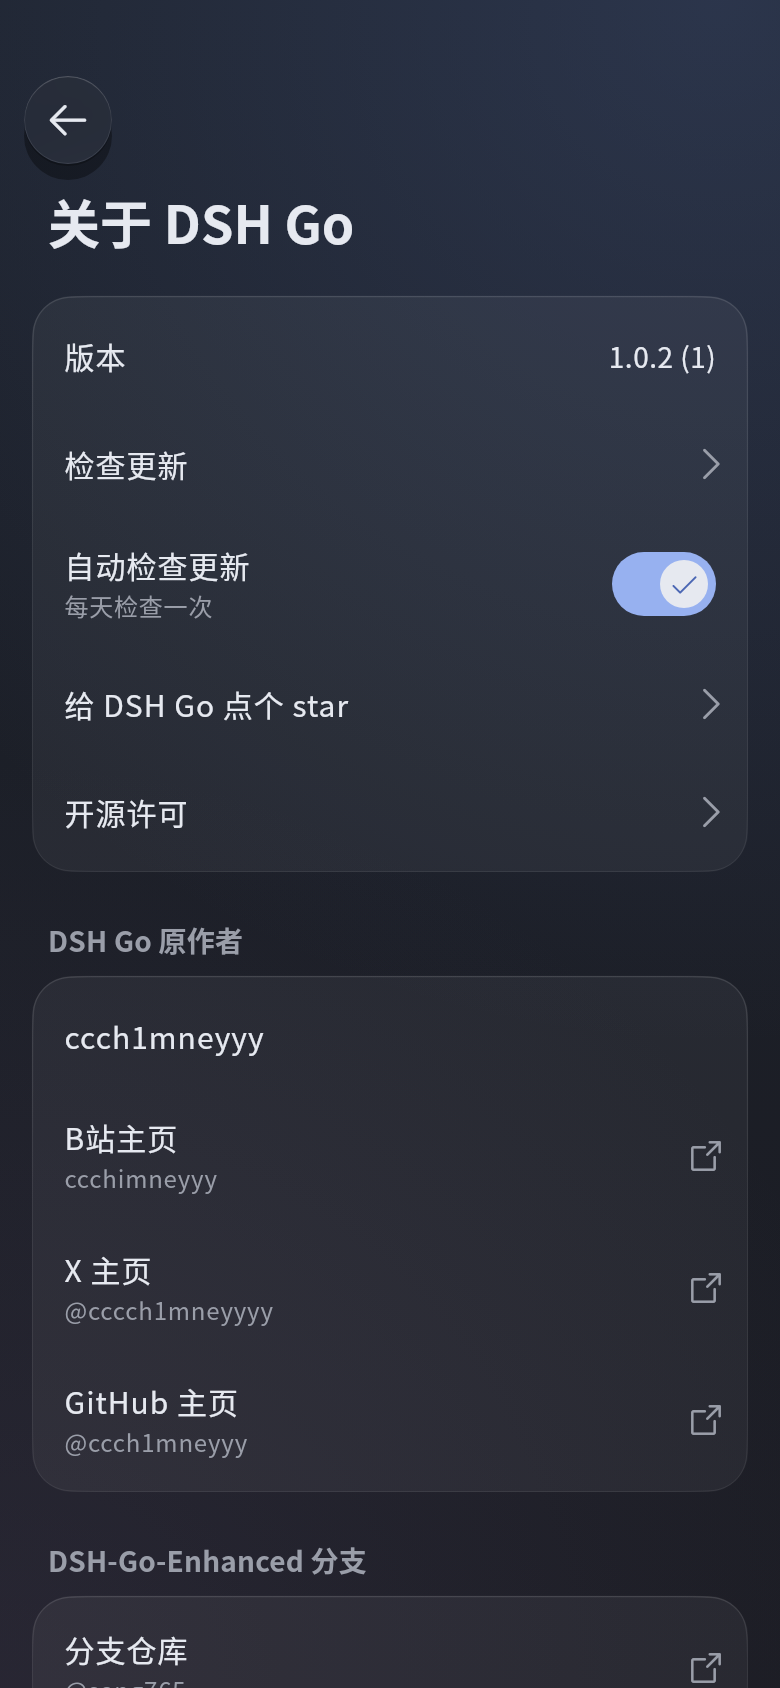 关于 DSH Go
版本
1.0.2 (1)
检查更新
自动检查更新
每天检查一次
给 DSH Go 点个 star
开源许可
DSH Go 原作者
ccch1mneyyy
B站主页
ccchimneyyy
X 主页
@cccch1mneyyyy
GitHub 主页
@ccch1mneyyy
DSH-Go-Enhanced 分支
分支仓库